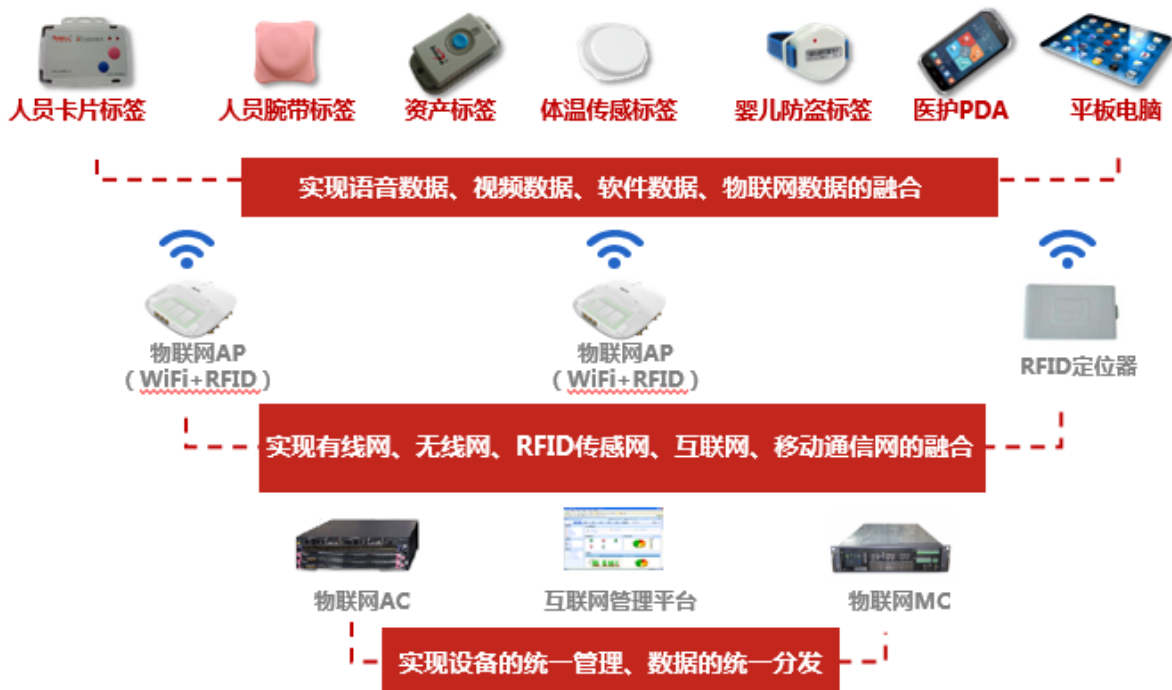 人员卡片标签
人员腕带标签
资产标签
体温传感标签
婴儿防盗标签
医护PDA
平板电脑
实现语音数据、视频数据、软件数据、物联网数据的融合
物联网AP
（WiFi+RFID）
物联网AP
（WiFi+RFID）
RFID定位器
实现有线网、无线网、RFID传感网、互联网、移动通信网的融合
物联网AC
互联网管理平台
物联网MC
实现设备的统一管理、数据的统一分发